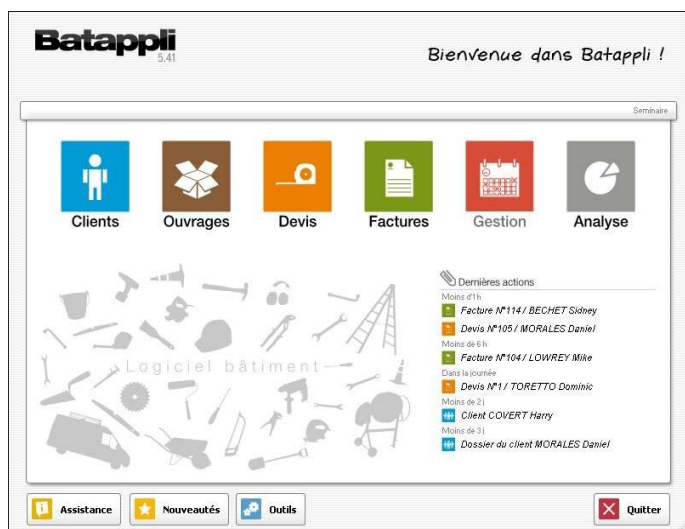 Batappli
5.41
Bienvenue dans Batappli !
Seminaire
Clients
Ouvrages
Devis
Factures
Gestion
Analyse
Logiciel bâtiment
Dernières actions
Moins d'1h
Facture N°114 / BECHET Sidney
Devis N°105 / MORALES Daniel
Moins de 6 h
Facture N°104 / LOWREY Mike
Dans la journée
Devis N°1 / TORETTO Dominic
Moins de 2 j
Client COVERT Harry
Moins de 3 j
Dossier du client MORALES Daniel
Assistance
Nouveautés
Outils
Quitter